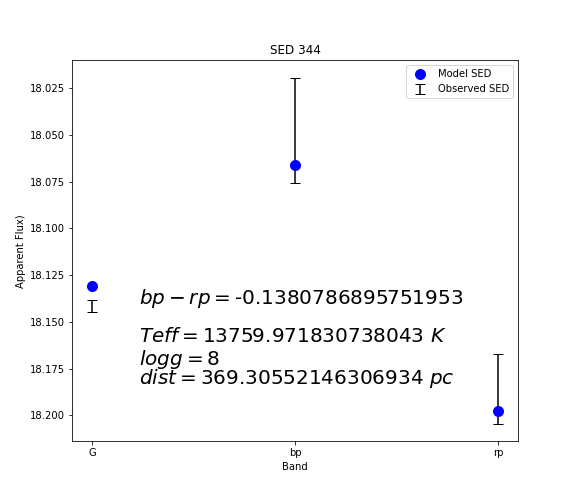 SED 344
Model SED
Observed SED
18.025
18.050
18.075
18.100
18.125
18.150
18.175
18.200
Apparent Flux)
bp − rp = -0.1380786895751953
Teff = 13759.971830738043 K
logg = 8
dist = 369.30552146306934 pc
G bp rp
Band